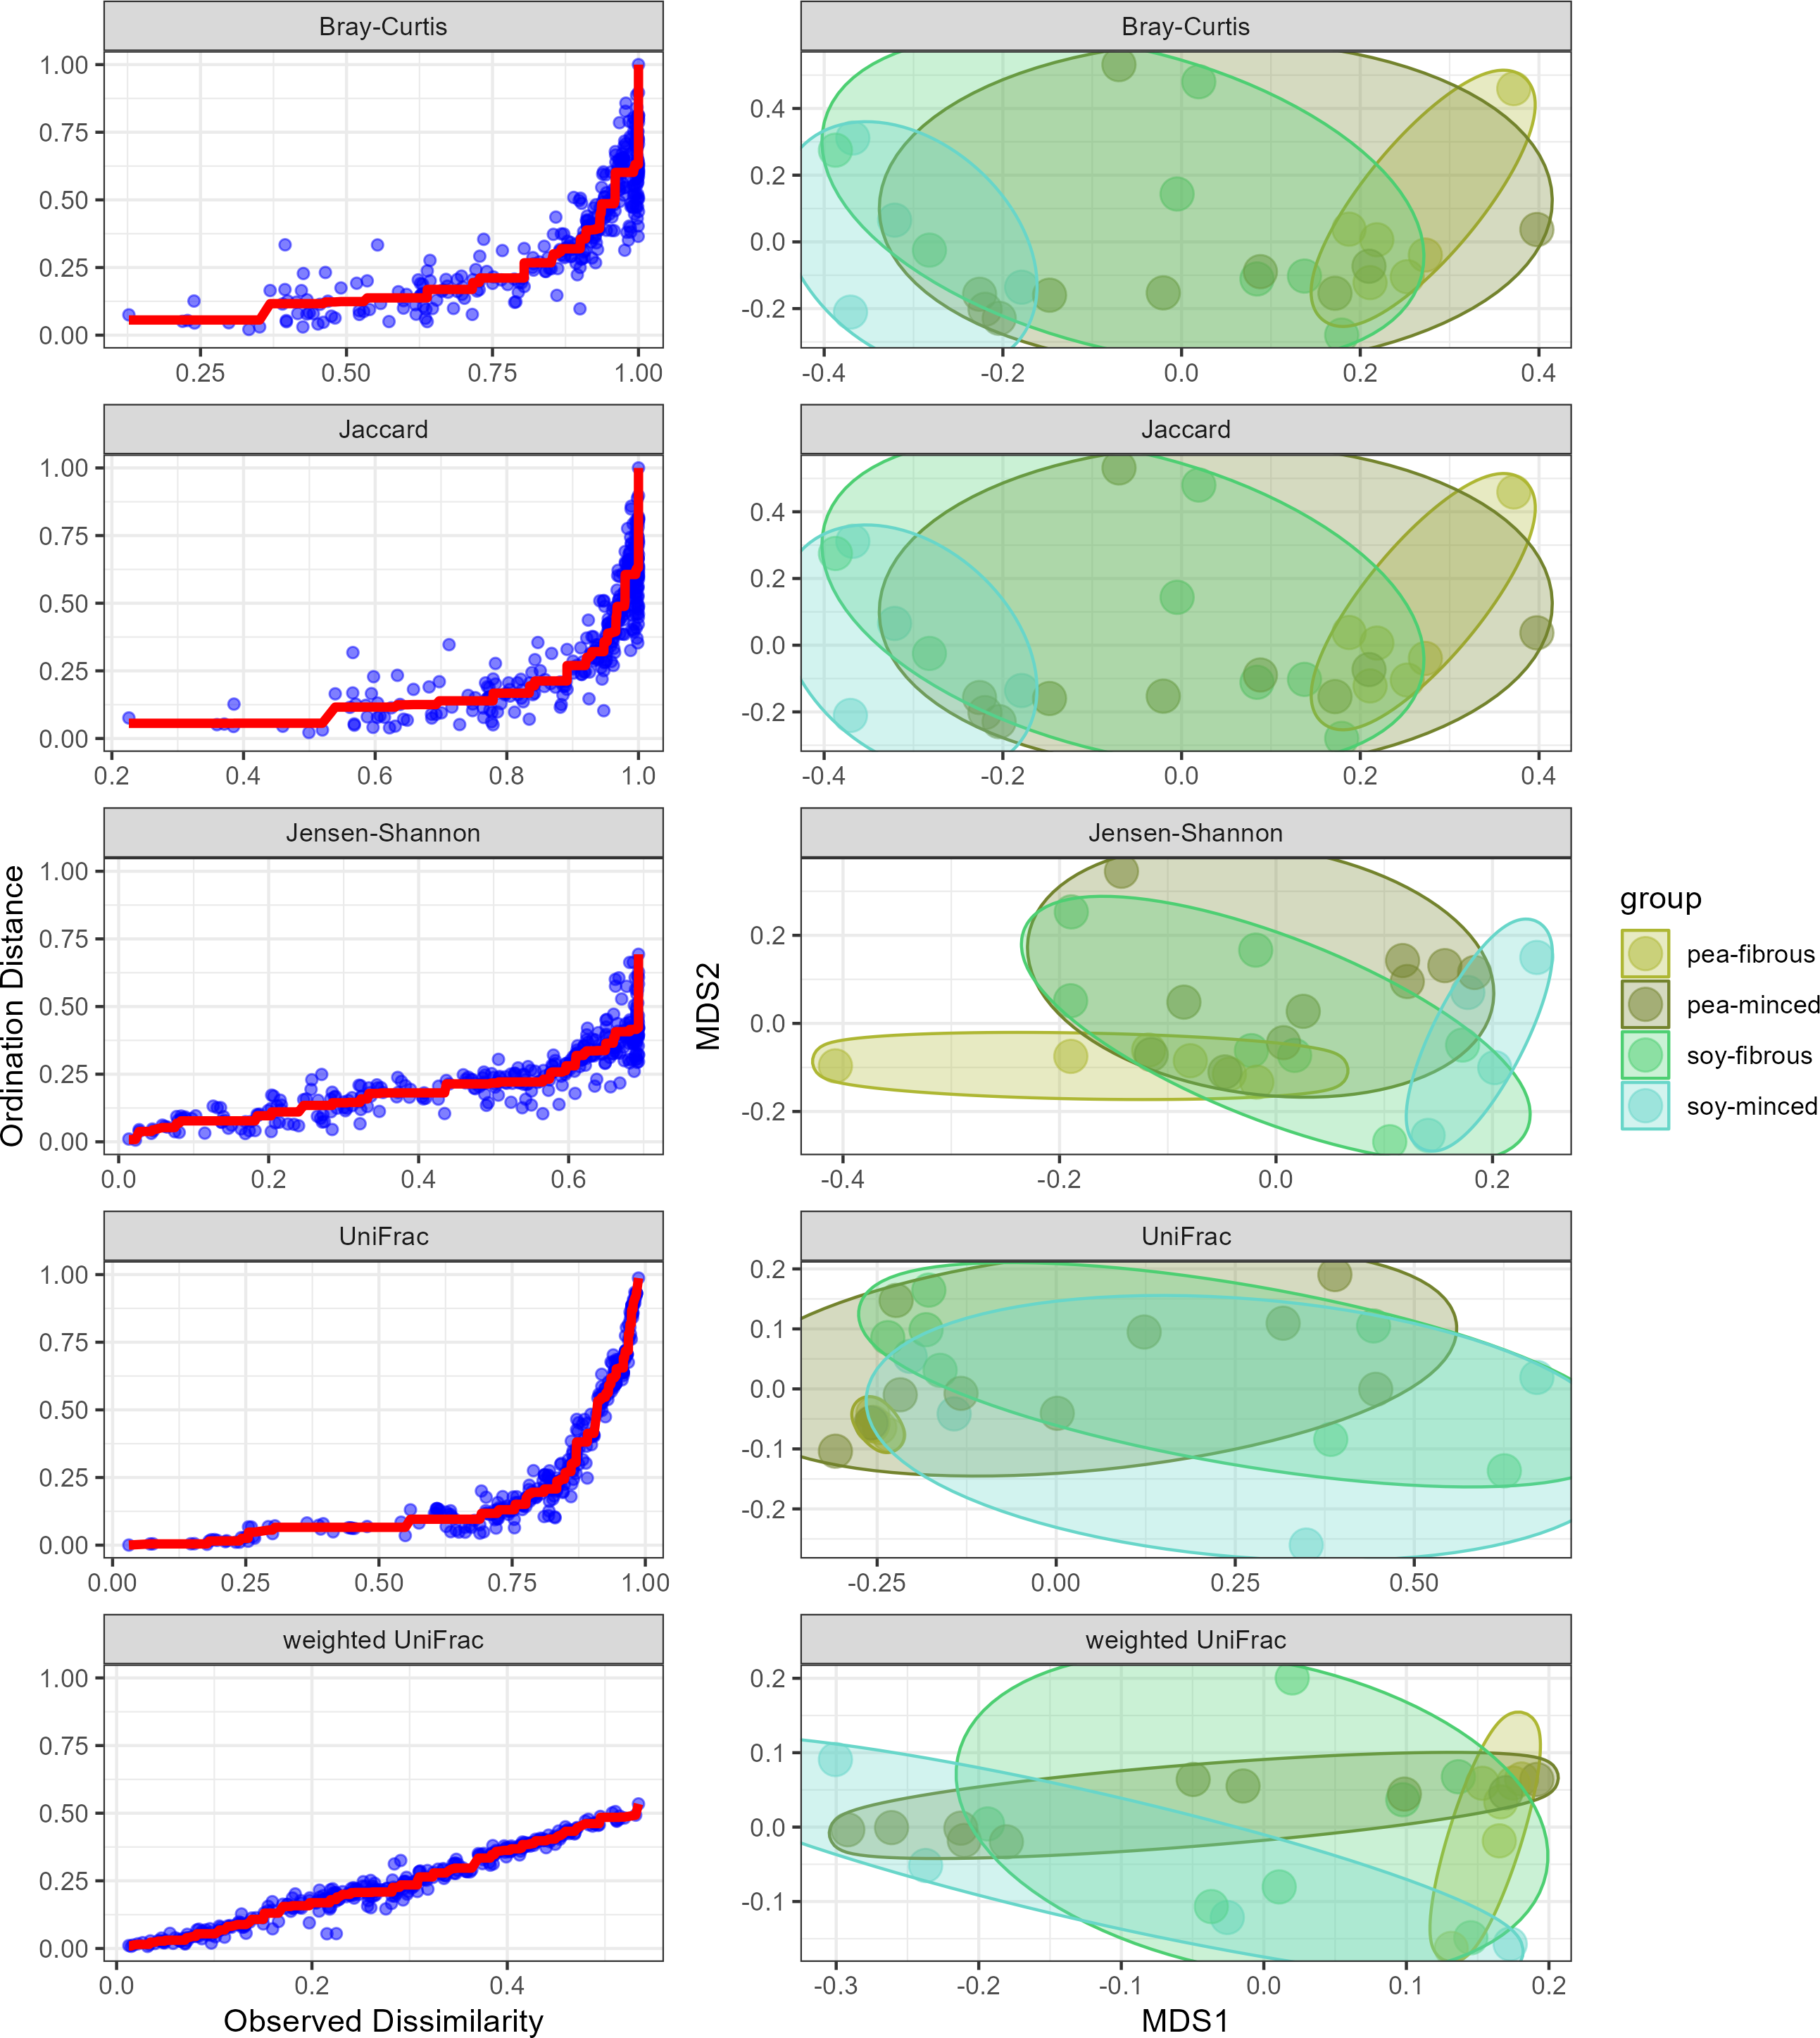 Bray-Curtis
Bray-Curtis
1.00
0.75
0.50
0.25
0.00
0.4
0.2
0.0
-0.2
0.25 0.50 0.75 1.00
-0.4 -0.2 0.0 0.2 0.4
Jaccard
Jaccard
1.00
0.75
0.50
0.25
0.00
0.4
0.2
0.0
-0.2
0.2 0.4 0.6 0.8 1.0
-0.4 -0.2 0.0 0.2 0.4
Jensen-Shannon
Jensen-Shannon
Ordination Distance
1.00
0.75
0.50
0.25
0.00
MDS2
0.2
0.0
-0.2
0.0 0.2 0.4 0.6
-0.4 -0.2 0.0 0.2
group
pea-fibrous
pea-minced
soy-fibrous
soy-minced
UniFrac
UniFrac
1.00
0.75
0.50
0.25
0.00
0.2
0.1
0.0
-0.1
-0.2
0.00 0.25 0.50 0.75 1.00
-0.25 0.00 0.25 0.50
weighted UniFrac
weighted UniFrac
1.00
0.75
0.50
0.25
0.00
0.2
0.1
0.0
-0.1
0.0 0.2 0.4
-0.3 -0.2 -0.1 0.0 0.1 0.2
Observed Dissimilarity
MDS1